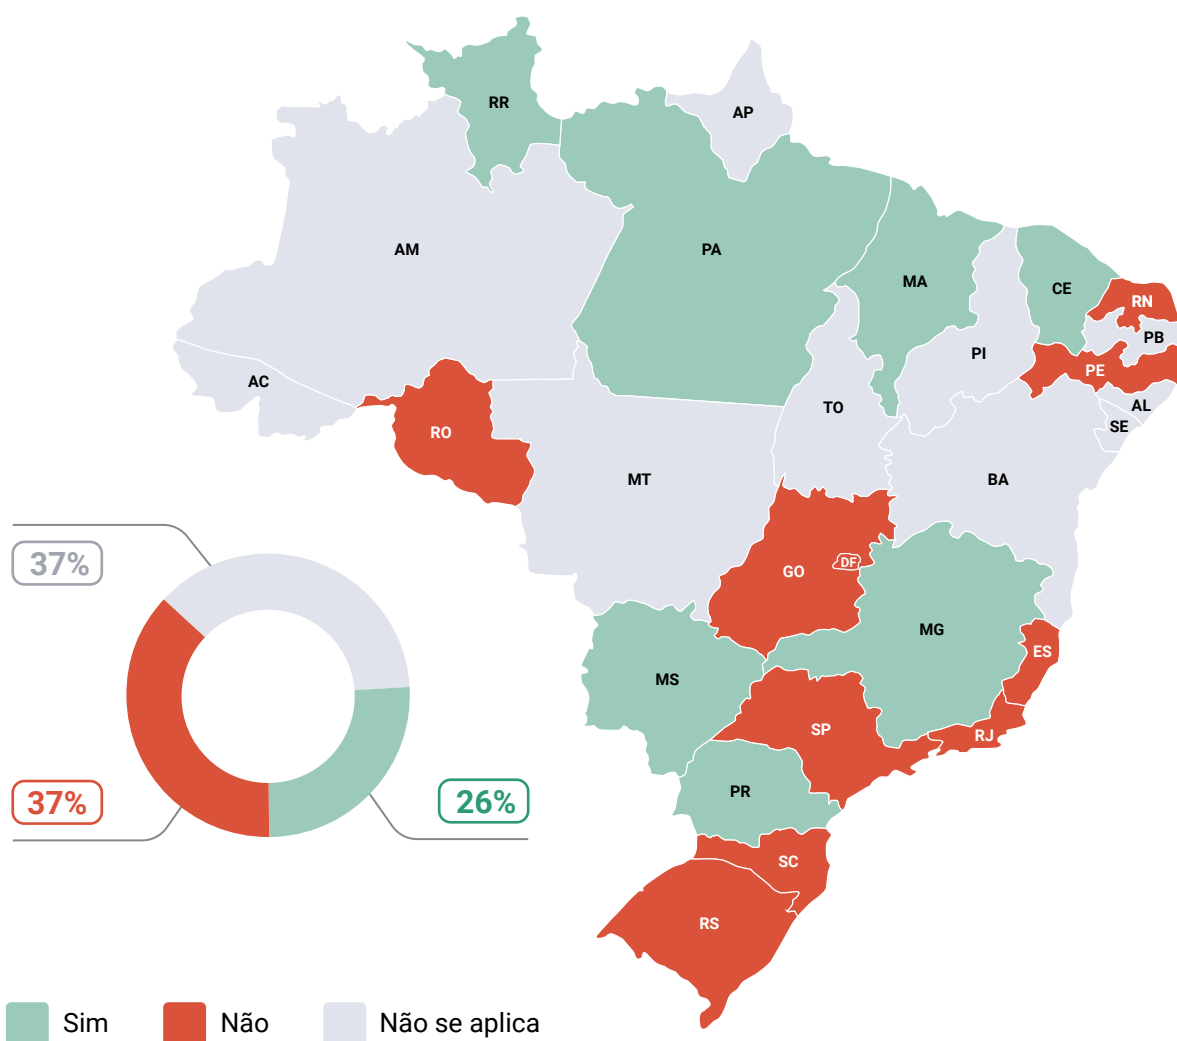 RR
AP
AM
PA
MA
CE
RN
PB
PI
PE
AC
TO
AL
SE
RO
MT
BA
GO
DF
37%
MG
ES
MS
SP
RJ
PR
37%
26%
SC
RS
Sim
Não
Não se aplica